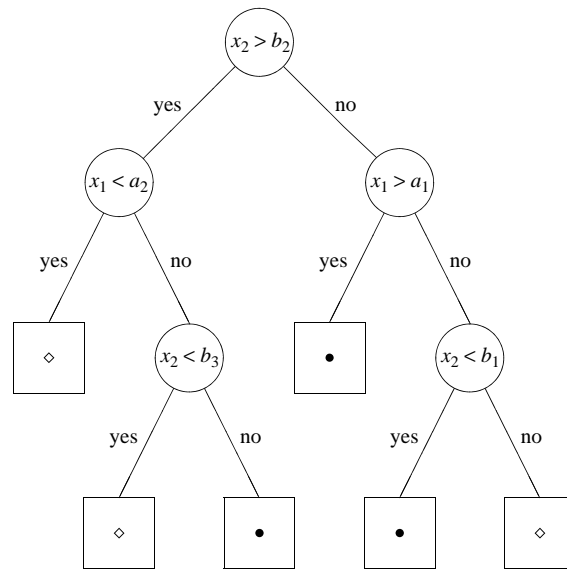 x₂ > b₂
yes no
x₁ < a₂ x₁ > a₁
yes no yes no
x₂ < b₃ x₂ < b₁
yes no yes no